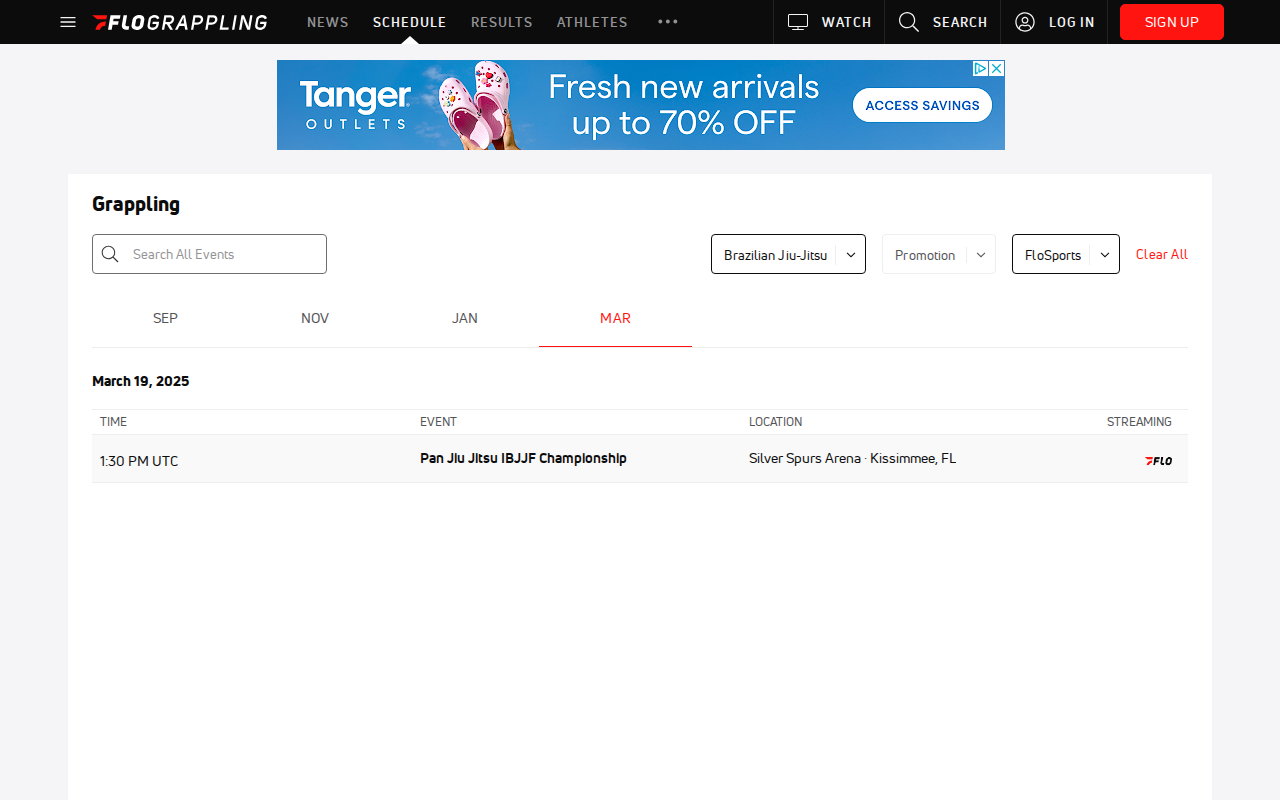 FLOGRAPPLING NEWS SCHEDULE RESULTS ATHLETES WATCH SEARCH LOG IN SIGN UP
Tanger OUTLETS
Fresh new arrivals
up to 70% OFF
ACCESS SAVINGS
Grappling
Search All Events Brazilian Jiu-Jitsu Promotion FloSports Clear All
SEP NOV JAN MAR
March 19, 2025
TIME EVENT LOCATION STREAMING
1:30 PM UTC Pan Jiu Jitsu IBJJF Championship Silver Spurs Arena · Kissimmee, FL FLO